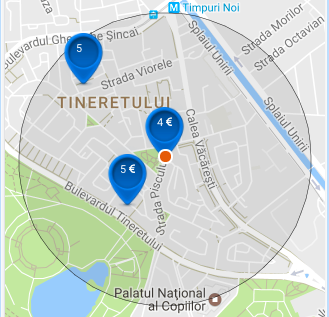 M Timpuri Noi
Bulevardul Gheorghe Șincai
Strada Morilor
Strada Octavian
Splaiul Unirii
Splaiul Unirii
5
Strada Viorele
TINERETULUI
4 €
Calea Văcărești
5 €
Strada Piscului
Bulevardul Tineretului
Palatul Național
al Copiilor